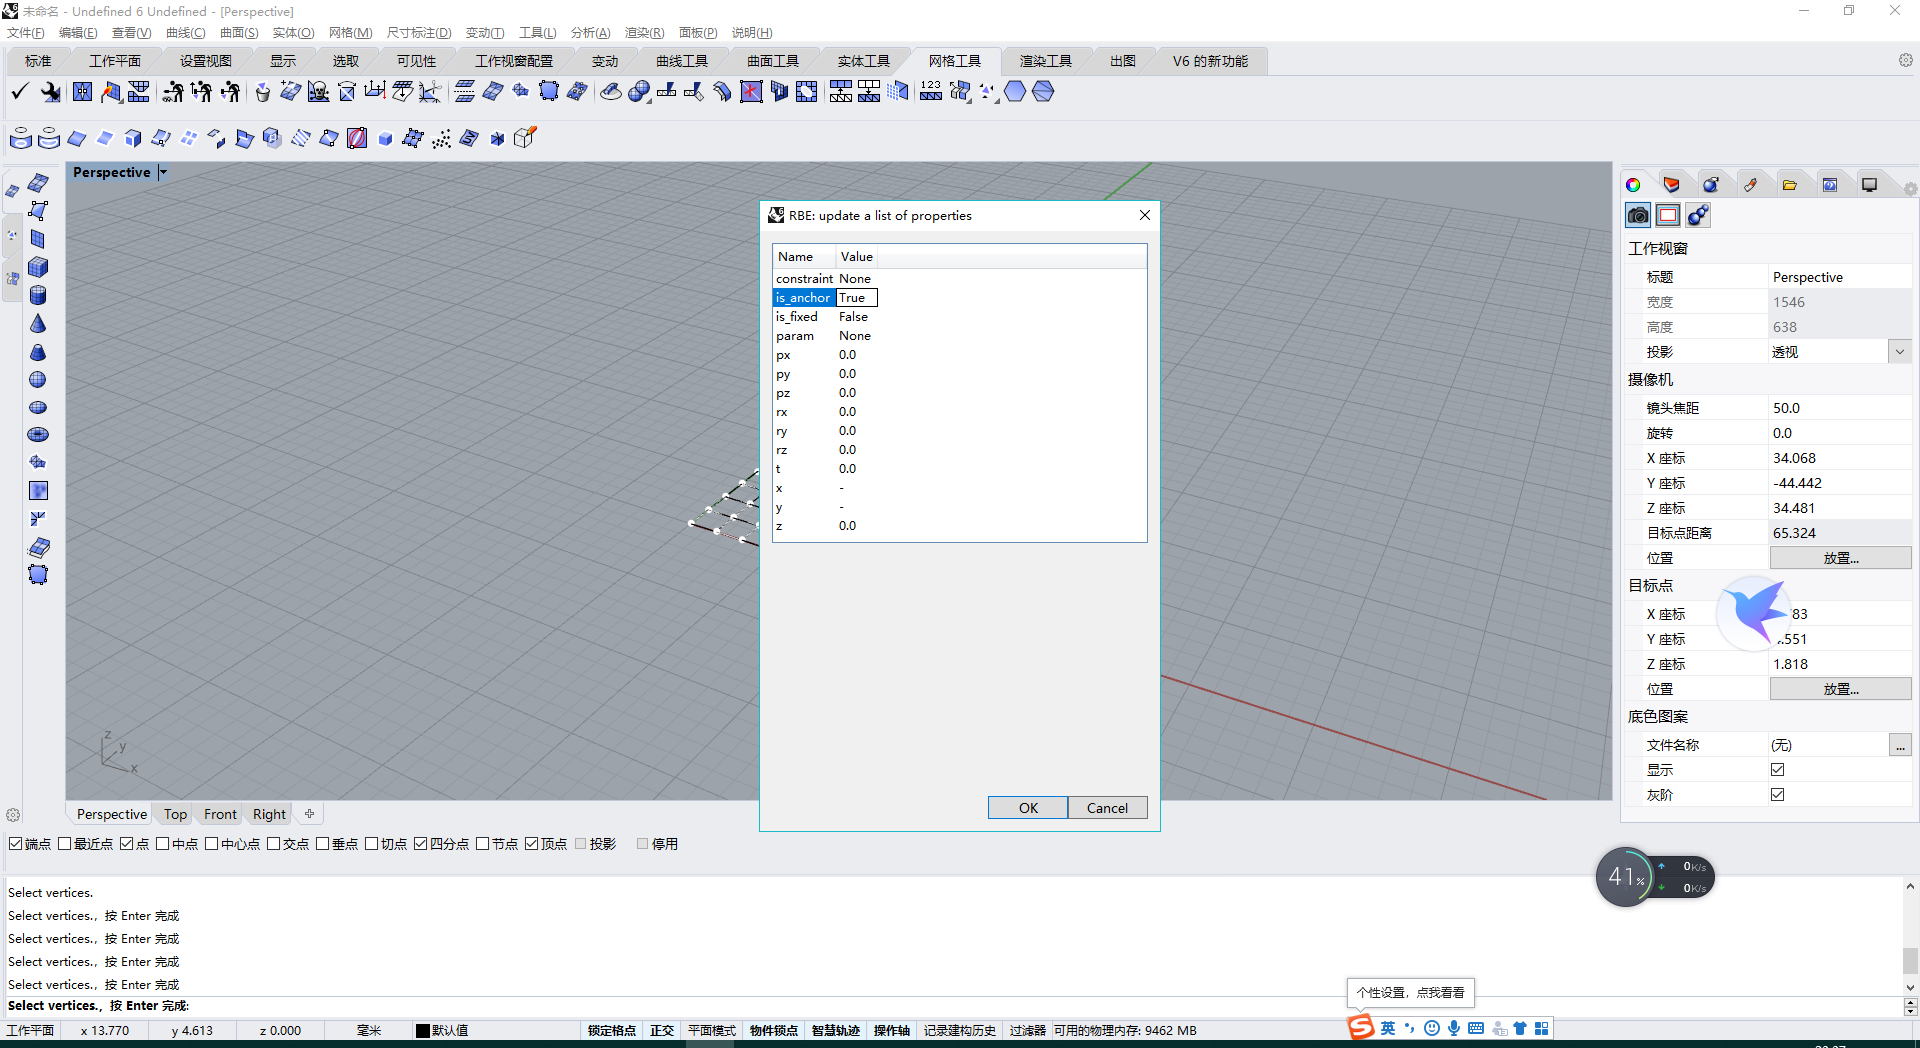 未命名 - Undefined 6 Undefined - [Perspective]
文件(F) 编辑(E) 查看(V) 曲线(C) 曲面(S) 实体(O) 网格(M) 尺寸标注(D) 变动(T) 工具(L) 分析(A) 渲染(R) 面板(P) 说明(H)
标准 工作平面 设置视图 显示 选取 可见性 工作视窗配置 变动 曲线工具 曲面工具 实体工具 网格工具 渲染工具 出图 V6 的新功能
123
Perspective
RBE: update a list of properties
Name Value
constraint None
is_anchor True
is_fixed False
param None
px 0.0
py 0.0
pz 0.0
rx 0.0
ry 0.0
rz 0.0
t 0.0
x -
y -
z 0.0
OK Cancel
z
y
x
工作视窗
标题 Perspective
宽度 1546
高度 638
投影 透视
摄像机
镜头焦距 50.0
旋转 0.0
X 座标 34.068
Y 座标 -44.442
Z 座标 34.481
目标点距离 65.324
位置 放置...
目标点
X 座标 83
Y 座标 .551
Z 座标 1.818
位置 放置...
底色图案
文件名称 (无) ...
显示
灰阶
Perspective Top Front Right
端点 最近点 点 中点 中心点 交点 垂点 切点 四分点 节点 顶点 投影 停用
41% 0K/s
0K/s
Select vertices.
Select vertices.，按 Enter 完成
Select vertices.，按 Enter 完成
Select vertices.，按 Enter 完成
Select vertices.，按 Enter 完成
Select vertices.，按 Enter 完成:
个性设置，点我看看
工作平面 x 13.770 y 4.613 z 0.000 毫米 默认值 锁定格点 正交 平面模式 物件锁点 智慧轨迹 操作轴 记录建构历史 过滤器 可用的物理内存: 9462 MB
英